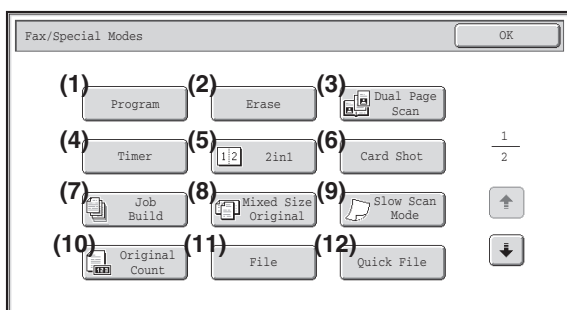 Fax/Special Modes
OK
(1) Program
(2) Erase
(3) Dual Page
Scan
(4) Timer
(5) 1 2 2in1
(6) Card Shot
1
2
(7) Job
Build
(8) Mixed Size
Original
(9) Slow Scan
Mode
(10) Original
Count
123
(11) File
(12) Quick File